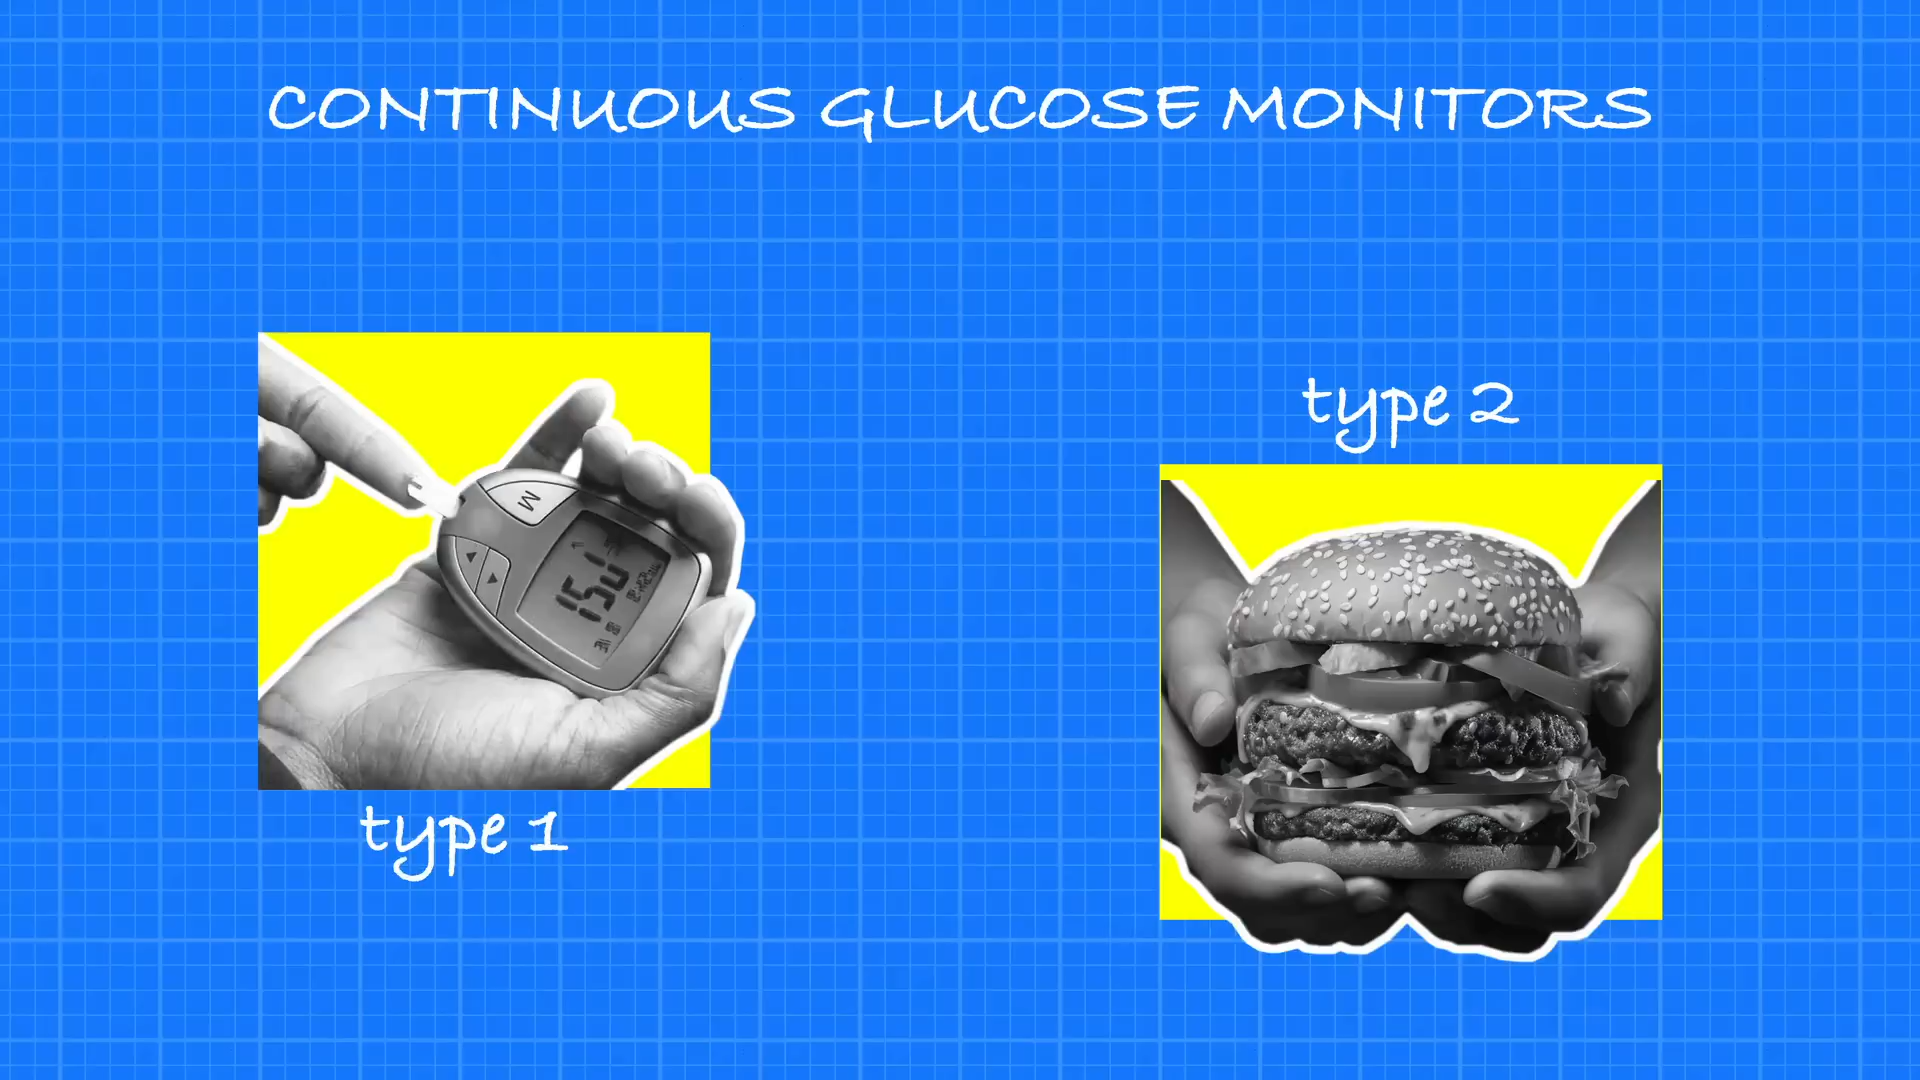 CONTINUOUS GLUCOSE MONITORS
type 2
M
type 1